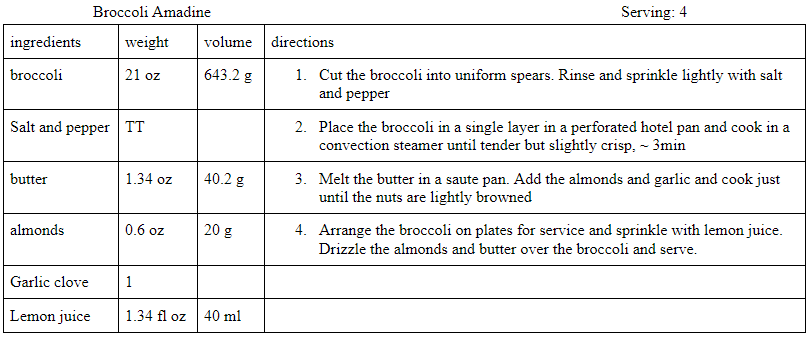 Broccoli Amadine Serving: 4
ingredients weight volume directions
broccoli 21 oz 643.2 g 1. Cut the broccoli into uniform spears. Rinse and sprinkle lightly with salt
and pepper
Salt and pepper TT 2. Place the broccoli in a single layer in a perforated hotel pan and cook in a
convection steamer until tender but slightly crisp, ~ 3min
butter 1.34 oz 40.2 g 3. Melt the butter in a saute pan. Add the almonds and garlic and cook just
until the nuts are lightly browned
almonds 0.6 oz 20 g 4. Arrange the broccoli on plates for service and sprinkle with lemon juice.
Drizzle the almonds and butter over the broccoli and serve.
Garlic clove 1
Lemon juice 1.34 fl oz 40 ml